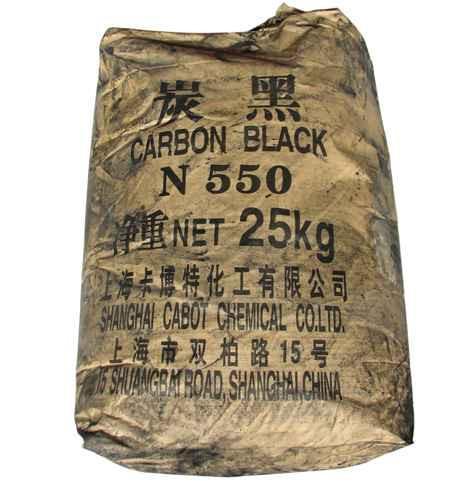 炭黑
CARBON BLACK
N 550
净重 NET 25kg
上海卡博特化工有限公司
SHANGHAI CABOT CHEMICAL CO.LTD.
上海市双柏路15号
15 SHUANGBAI ROAD, SHANGHAI.CHINA